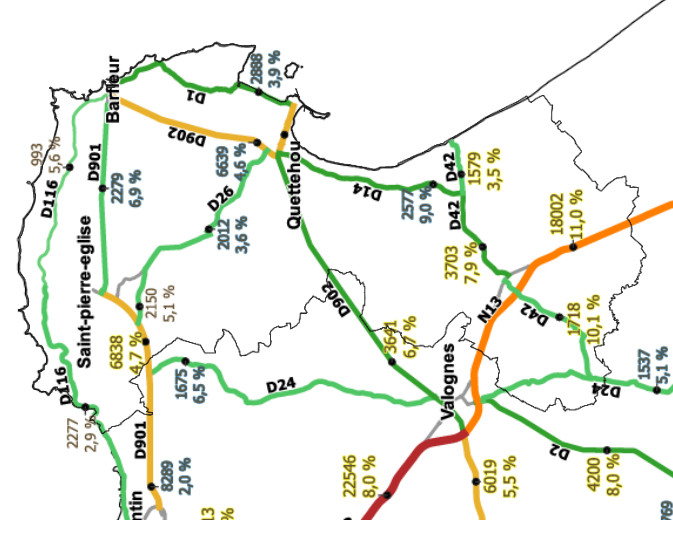 Barfleur
2888
3,9 %
D1
D902
993
5,6 %
D901
D116
2279
6,9 %
6639
4,6 %
Quettehou
D26
2012
3,6 %
D14
2577
9,0 %
D42
1579
3,5 %
D42
18002
11,0 %
3703
7,9 %
Saint-pierre-eglise
2150
5,1 %
D902
N13
D42
1718
10,1 %
6838
4,7 %
3641
6,7 %
1675
6,5 %
D24
Valognes
D24
1537
5,1 %
D116
2277
2,9 %
D901
8289
2,0 %
22546
8,0 %
6019
5,5 %
D2
4200
8,0 %
ntin
13
%
769